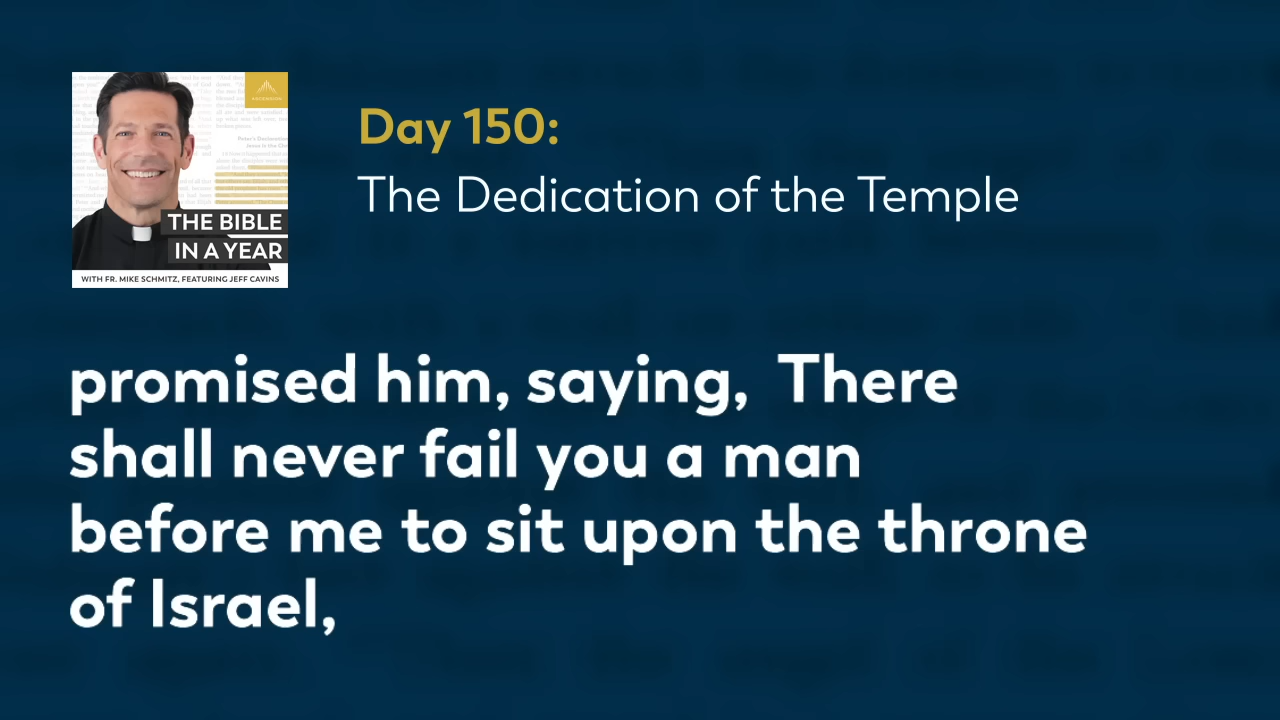 Day 150:
The Dedication of the Temple
THE BIBLE
IN A YEAR
WITH FR. MIKE SCHMITZ, FEATURING JEFF CAVINS
promised him, saying, There
shall never fail you a man
before me to sit upon the throne
of Israel,